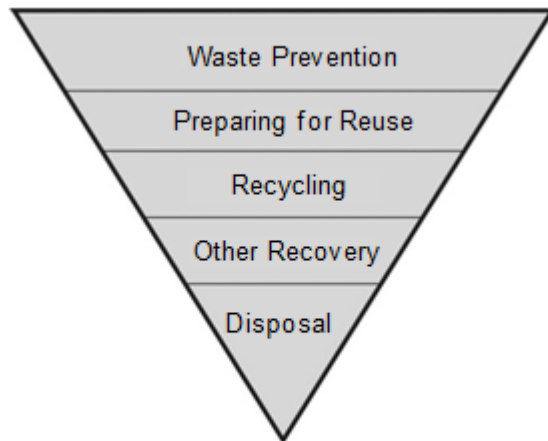 Waste Prevention
Preparing for Reuse
Recycling
Other Recovery
Disposal